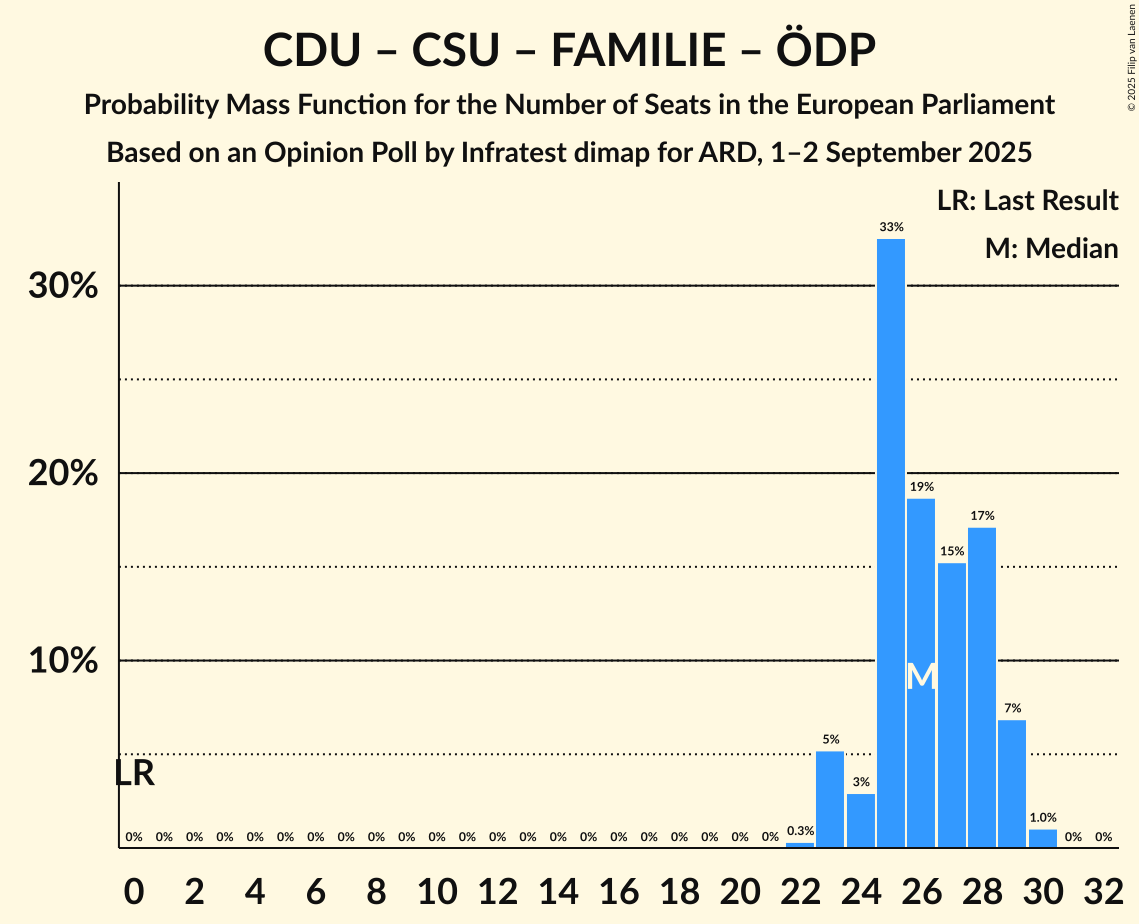 CDU – CSU – FAMILIE – ÖDP
Probability Mass Function for the Number of Seats in the European Parliament
Based on an Opinion Poll by Infratest dimap for ARD, 1–2 September 2025
© 2025 Filip van Laenen
LR: Last Result
M: Median
33%
30%
20%
19%
17%
15%
10%
M
7%
5%
LR
3%
1.0%
0% 0% 0% 0% 0% 0% 0% 0% 0% 0% 0% 0% 0% 0% 0% 0% 0% 0% 0% 0% 0% 0% 0.3% 0% 0%
0 2 4 6 8 10 12 14 16 18 20 22 24 26 28 30 32